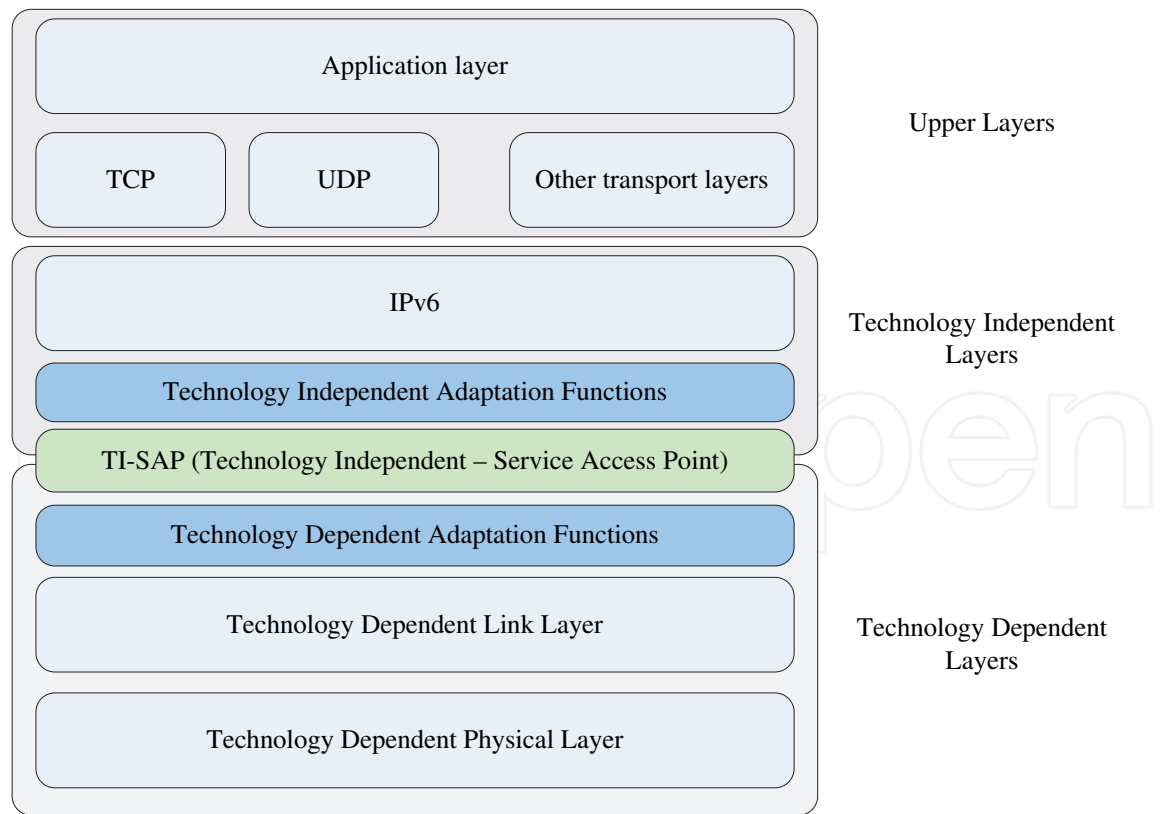 Application layer
Upper Layers
TCP
UDP
Other transport layers
IPv6
Technology Independent
Layers
Technology Independent Adaptation Functions
TI-SAP (Technology Independent – Service Access Point)
Technology Dependent Adaptation Functions
Technology Dependent Link Layer
Technology Dependent
Layers
Technology Dependent Physical Layer
pen